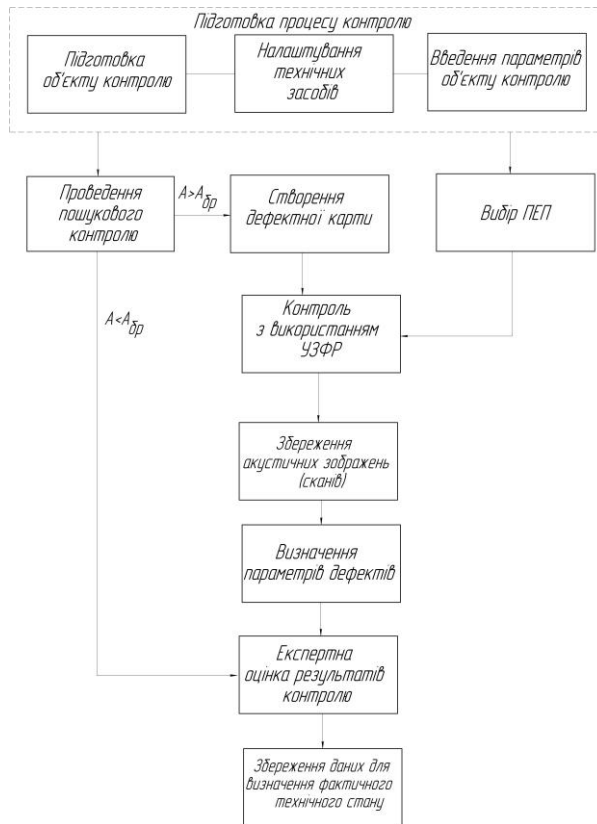 Підготовка процесу контролю
Підготовка
об'єкту контролю
Налаштування
технічних
засобів
Введення параметрів
об'єкту контролю
Проведення
пошукового
контролю
A>Aбр
Створення
дефектної карти
Вибір ПЕП
A<Aбр
Контроль
з використанням
УЗФР
Збереження
акустичних зображень
(сканів)
Визначення
параметрів дефектів
Експертна
оцінка результатів
контролю
Збереження даних для
визначення фактичного
технічного стану